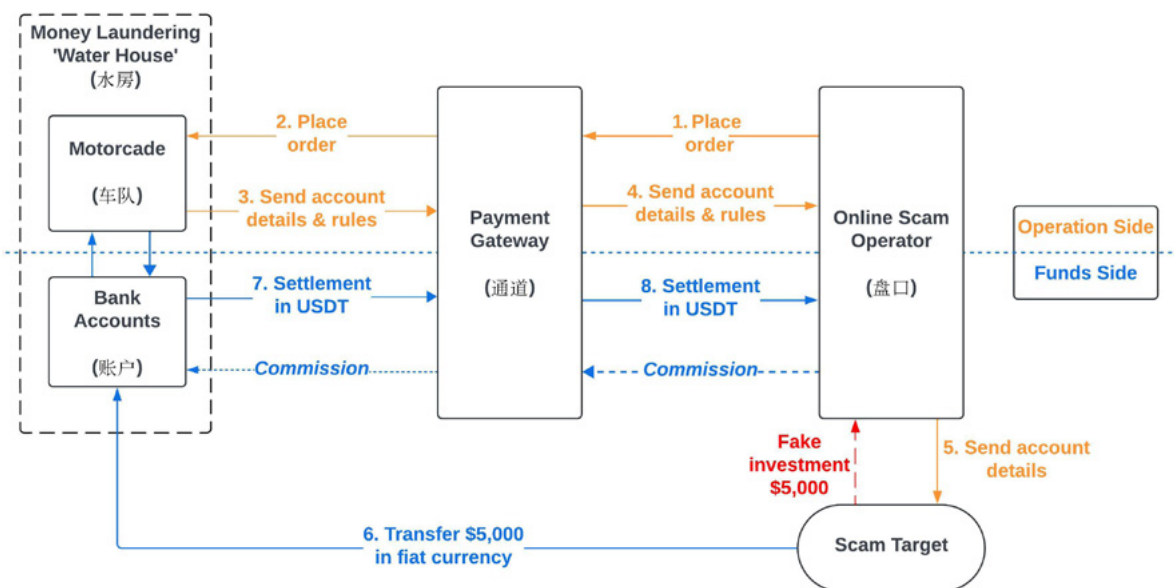 Money Laundering
'Water House'
(水房)
Motorcade
(车队)
Bank
Accounts
(账户)
2. Place
order
3. Send account
details & rules
7. Settlement
in USDT
Commission
Payment
Gateway
(通道)
1. Place
order
4. Send account
details & rules
8. Settlement
in USDT
Commission
Online Scam
Operator
(盘口)
Operation Side
Funds Side
Fake
investment
$5,000
5. Send account
details
6. Transfer $5,000
in fiat currency
Scam Target